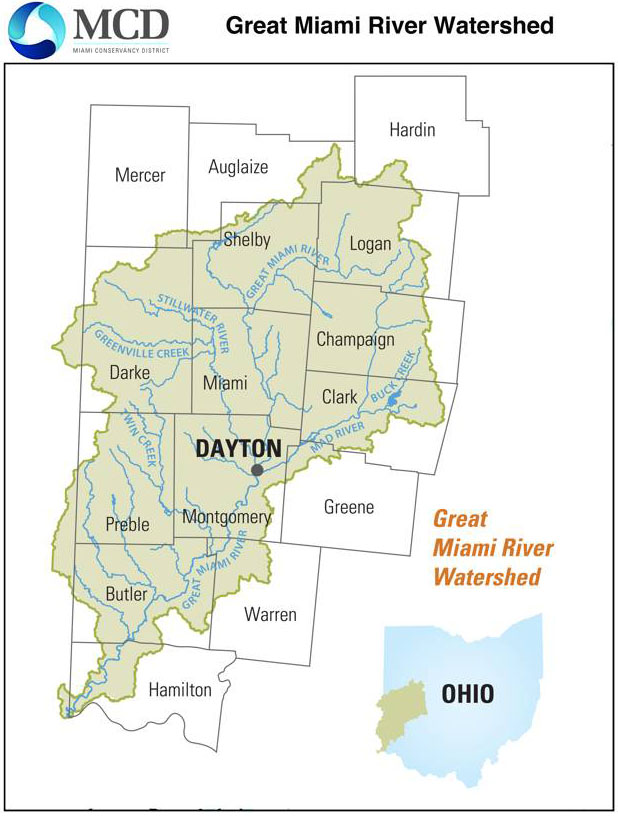 MCD
MIAMI CONSERVANCY DISTRICT
Great Miami River Watershed
Hardin
Mercer
Auglaize
Shelby
Logan
GREAT MIAMI RIVER
STILLWATER RIVER
GREENVILLE CREEK
Champaign
Darke
Miami
Clark
BUCK CREEK
TWIN CREEK
MAD RIVER
DAYTON
Greene
Preble
Montgomery
Great
Miami River
Watershed
GREAT MIAMI RIVER
Butler
Warren
Hamilton
OHIO